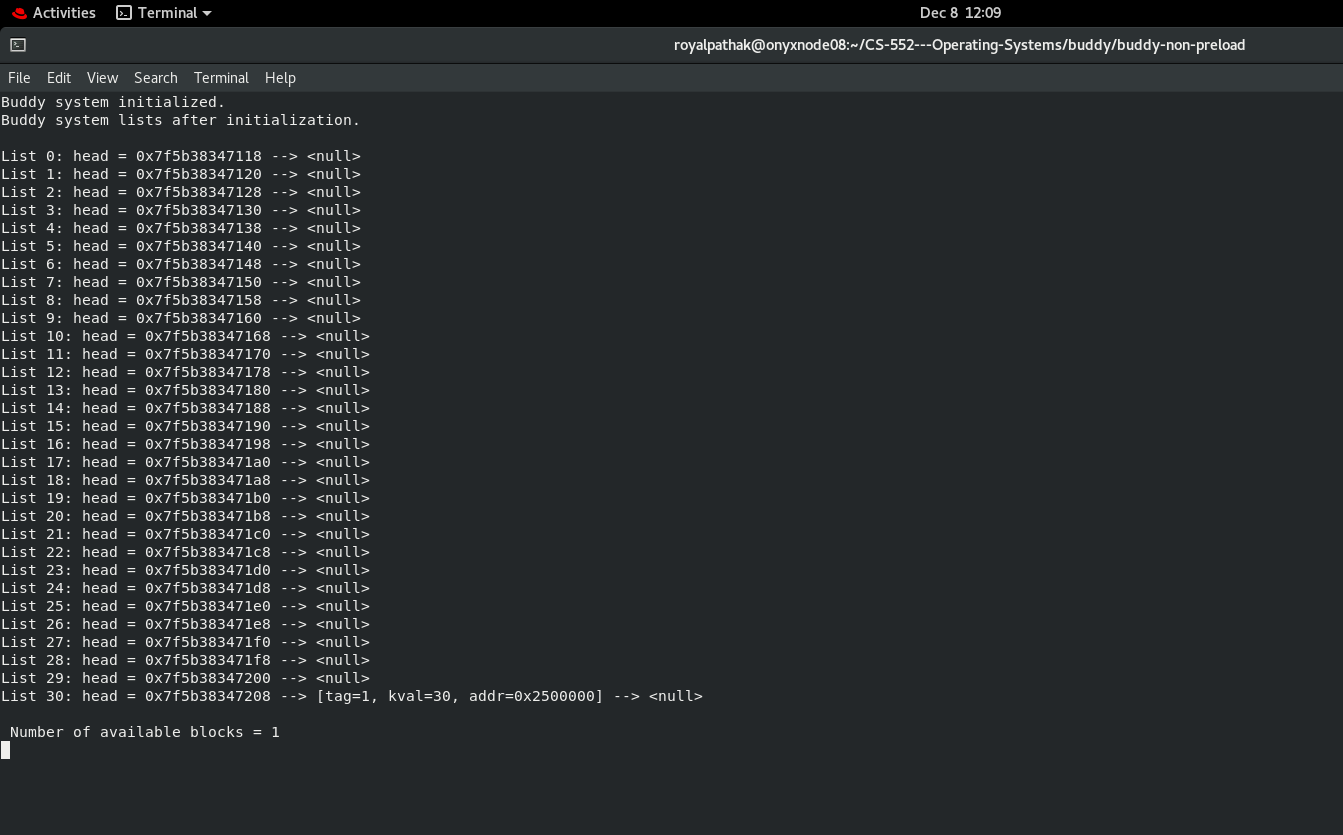 Activities Terminal Dec 8 12:09
royalpathak@onyxnode08:~/CS-552---Operating-Systems/buddy/buddy-non-preload
File Edit View Search Terminal Help
Buddy system initialized.
Buddy system lists after initialization.
List 0: head = 0x7f5b38347118 --> <null>
List 1: head = 0x7f5b38347120 --> <null>
List 2: head = 0x7f5b38347128 --> <null>
List 3: head = 0x7f5b38347130 --> <null>
List 4: head = 0x7f5b38347138 --> <null>
List 5: head = 0x7f5b38347140 --> <null>
List 6: head = 0x7f5b38347148 --> <null>
List 7: head = 0x7f5b38347150 --> <null>
List 8: head = 0x7f5b38347158 --> <null>
List 9: head = 0x7f5b38347160 --> <null>
List 10: head = 0x7f5b38347168 --> <null>
List 11: head = 0x7f5b38347170 --> <null>
List 12: head = 0x7f5b38347178 --> <null>
List 13: head = 0x7f5b38347180 --> <null>
List 14: head = 0x7f5b38347188 --> <null>
List 15: head = 0x7f5b38347190 --> <null>
List 16: head = 0x7f5b38347198 --> <null>
List 17: head = 0x7f5b383471a0 --> <null>
List 18: head = 0x7f5b383471a8 --> <null>
List 19: head = 0x7f5b383471b0 --> <null>
List 20: head = 0x7f5b383471b8 --> <null>
List 21: head = 0x7f5b383471c0 --> <null>
List 22: head = 0x7f5b383471c8 --> <null>
List 23: head = 0x7f5b383471d0 --> <null>
List 24: head = 0x7f5b383471d8 --> <null>
List 25: head = 0x7f5b383471e0 --> <null>
List 26: head = 0x7f5b383471e8 --> <null>
List 27: head = 0x7f5b383471f0 --> <null>
List 28: head = 0x7f5b383471f8 --> <null>
List 29: head = 0x7f5b38347200 --> <null>
List 30: head = 0x7f5b38347208 --> [tag=1, kval=30, addr=0x2500000] --> <null>
Number of available blocks = 1